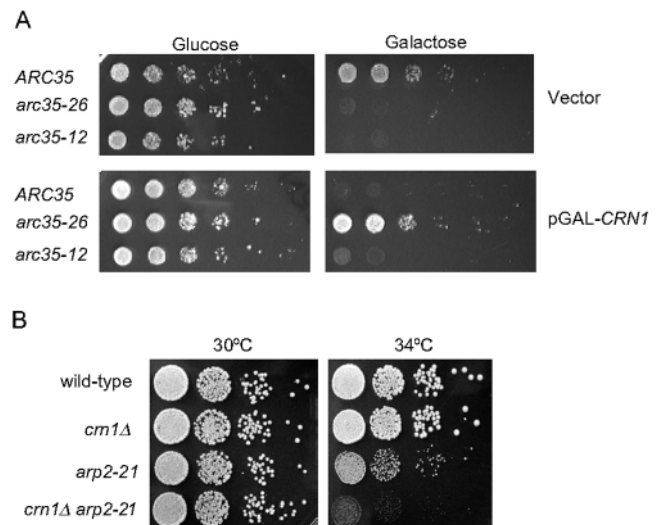 A
Glucose Galactose
ARC35
arc35-26
arc35-12
Vector
ARC35
arc35-26
arc35-12
pGAL-CRN1
B
30ºC 34ºC
wild-type
crn1Δ
arp2-21
crn1Δ arp2-21